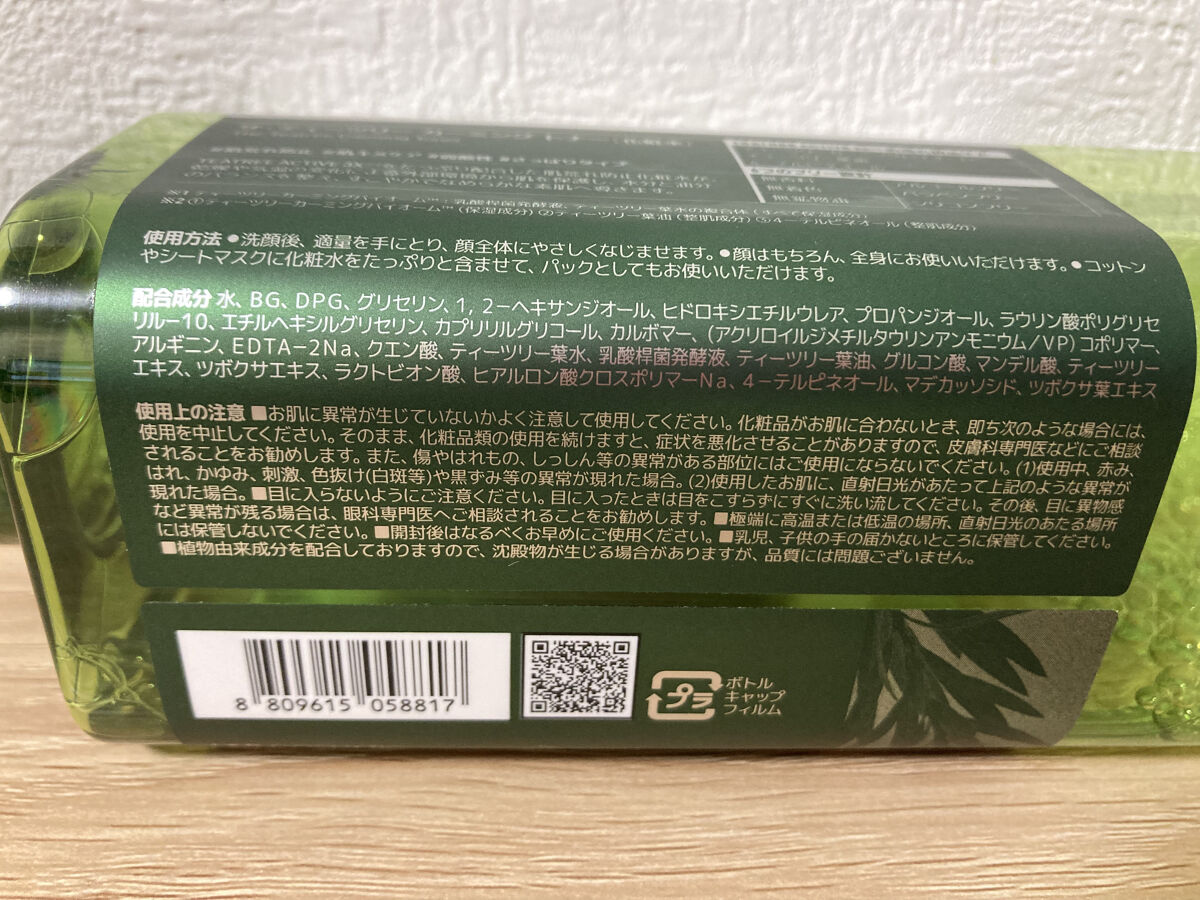 使用方法 ●洗顔後、適量を手にとり、顔全体にやさしくなじませます。●顔はもちろん、全身にお使いいただけます。●コットン
やシートマスクに化粧水をたっぷりと含ませて、パックとしてもお使いいただけます。
配合成分 水、BG、DPG、グリセリン、1，2－ヘキサンジオール、ヒドロキシエチルウレア、プロパンジオール、ラウリン酸ポリグリセ
リル－10、エチルヘキシルグリセリン、カプリリルグリコール、カルボマー、（アクリロイルジメチルタウリンアンモニウム/VP）コポリマー、
アルギニン、EDTA－2Na、クエン酸、ティーツリー葉水、乳酸桿菌発酵液、ティーツリー葉油、グルコン酸、マンデル酸、ティーツリー
エキス、ツボクサエキス、ラクトビオン酸、ヒアルロン酸クロスポリマーNa、4－テルピネオール、マデカッソシド、ツボクサ葉エキス
使用上の注意 ■お肌に異常が生じていないかよく注意して使用してください。化粧品がお肌に合わないとき、即ち次のような場合には、
使用を中止してください。そのまま、化粧品類の使用を続けますと、症状を悪化させることがありますので、皮膚科専門医などにご相談
されることをお勧めします。また、傷やはれもの、しっしん等の異常がある部位にはご使用にならないでください。(1)使用中、赤み、
はれ、かゆみ、刺激、色抜け(白斑等)や黒ずみ等の異常が現れた場合。(2)使用したお肌に、直射日光があたって上記のような異常が
現れた場合。■目に入らないようにご注意ください。目に入ったときは目をこすらずにすぐに洗い流してください。その後、目に異物感
など異常が残る場合は、眼科専門医へご相談されることをお勧めします。■極端に高温または低温の場所、直射日光のあたる場所
には保管しないでください。■開封後はなるべくお早めにご使用ください。■乳児、子供の手の届かないところに保管してください。
■植物由来成分を配合しておりますので、沈殿物が生じる場合がありますが、品質には問題ございません。
8 809615 058817
プラ
ボトル
キャップ
フィルム